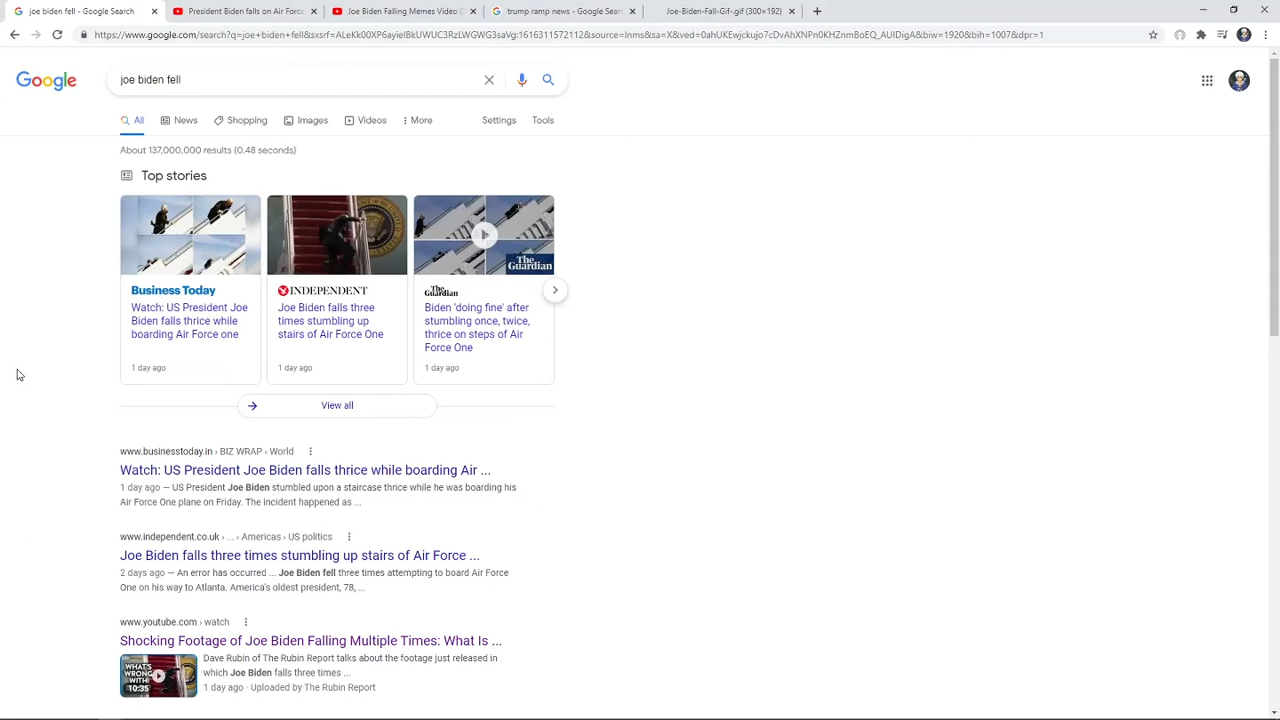 joe biden fell - Google Search
President Biden falls on Air Force
Joe Biden Falling Memes Video C
trump ramp news - Google Sear
Joe-Biden-Fall-Gif-gif (300×192)
https://www.google.com/search?q=joe+biden+fell&sxsrf=ALeKk00XP6ayielBkUWUC3RzLWGWG3saVg:1616311572112&source=lnms&sa=X&ved=0ahUKEwjckujo7cDvAhXNPn0KHZnmBoEQ_AUIDigA&biw=1920&bih=1007&dpr=1
Google
joe biden fell
All
News
Shopping
Images
Videos
More
Settings
Tools
About 137,000,000 results (0.48 seconds)
Top stories
Business Today
Watch: US President Joe
Biden falls thrice while
boarding Air Force one
1 day ago
INDEPENDENT
Joe Biden falls three
times stumbling up
stairs of Air Force One
1 day ago
The
Guardian
The
Guardian
Biden 'doing fine' after
stumbling once, twice,
thrice on steps of Air
Force One
1 day ago
View all
www.businesstoday.in › BIZ WRAP › World
Watch: US President Joe Biden falls thrice while boarding Air ...
1 day ago — US President Joe Biden stumbled upon a staircase thrice while he was boarding his
Air Force One plane on Friday. The incident happened as ...
www.independent.co.uk › ... › Americas › US politics
Joe Biden falls three times stumbling up stairs of Air Force ...
2 days ago — An error has occurred ... Joe Biden fell three times attempting to board Air Force
One on his way to Atlanta. America's oldest president, 78, ...
www.youtube.com › watch
Shocking Footage of Joe Biden Falling Multiple Times: What Is ...
WHAT'S
WRONG
WITH
10:35
Dave Rubin of The Rubin Report talks about the footage just released in
which Joe Biden falls three times ...
1 day ago · Uploaded by The Rubin Report